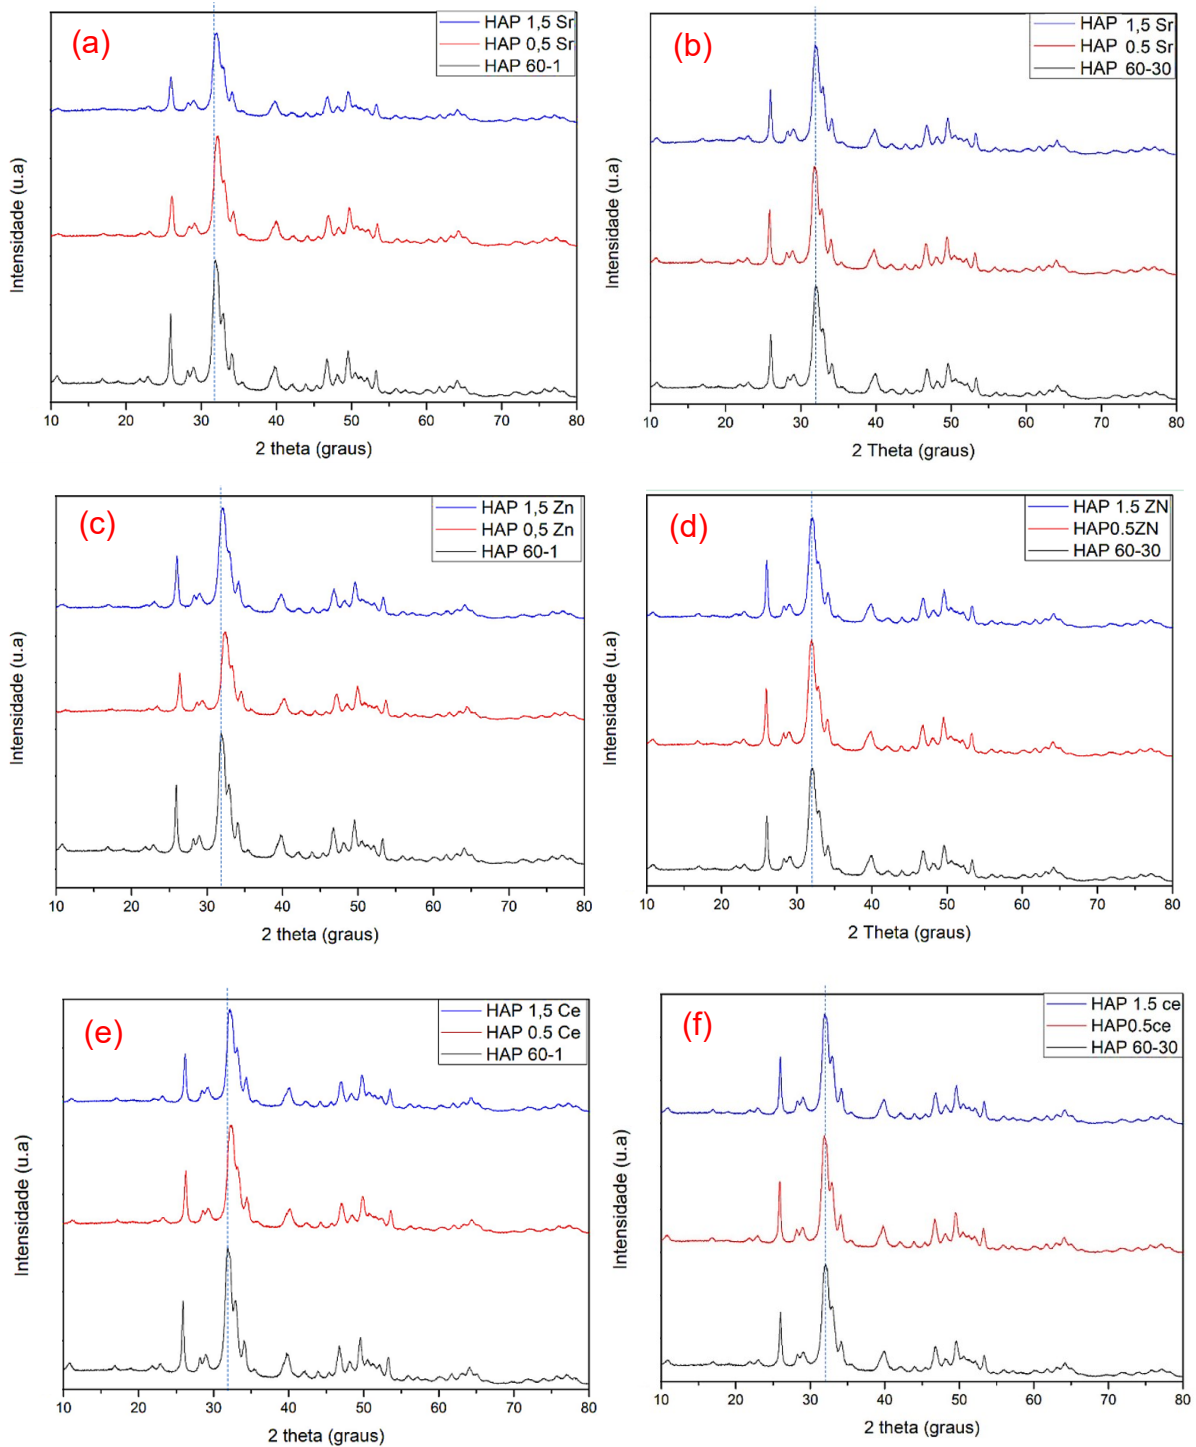 (a)
HAP 1,5 Sr
HAP 0,5 Sr
HAP 60-1
Intensidade (u.a)
10 20 30 40 50 60 70 80
2 theta (graus)
(b)
HAP 1,5 Sr
HAP 0.5 Sr
HAP 60-30
Intensidade (u.a)
10 20 30 40 50 60 70 80
2 Theta (graus)
(c)
HAP 1,5 Zn
HAP 0,5 Zn
HAP 60-1
Intensidade (u.a)
10 20 30 40 50 60 70 80
2 theta (graus)
(d)
HAP 1.5 ZN
HAP0.5ZN
HAP 60-30
Intensidade (u.a)
10 20 30 40 50 60 70 80
2 Theta (graus)
(e)
HAP 1,5 Ce
HAP 0.5 Ce
HAP 60-1
Intensidade (u.a)
10 20 30 40 50 60 70 80
2 theta (graus)
(f)
HAP 1.5 ce
HAP0.5ce
HAP 60-30
Intensidade (u.a)
10 20 30 40 50 60 70 80
2 theta (graus)